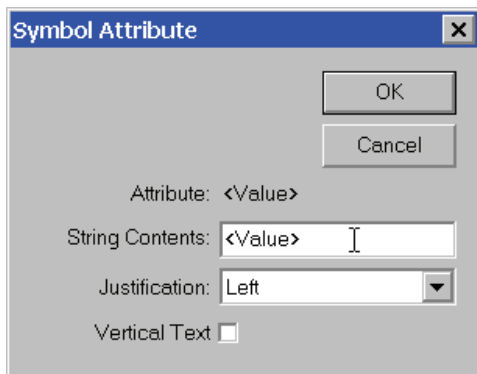 Symbol Attribute
OK
Cancel
Attribute: <Value>
String Contents: <Value>
Justification: Left
Vertical Text